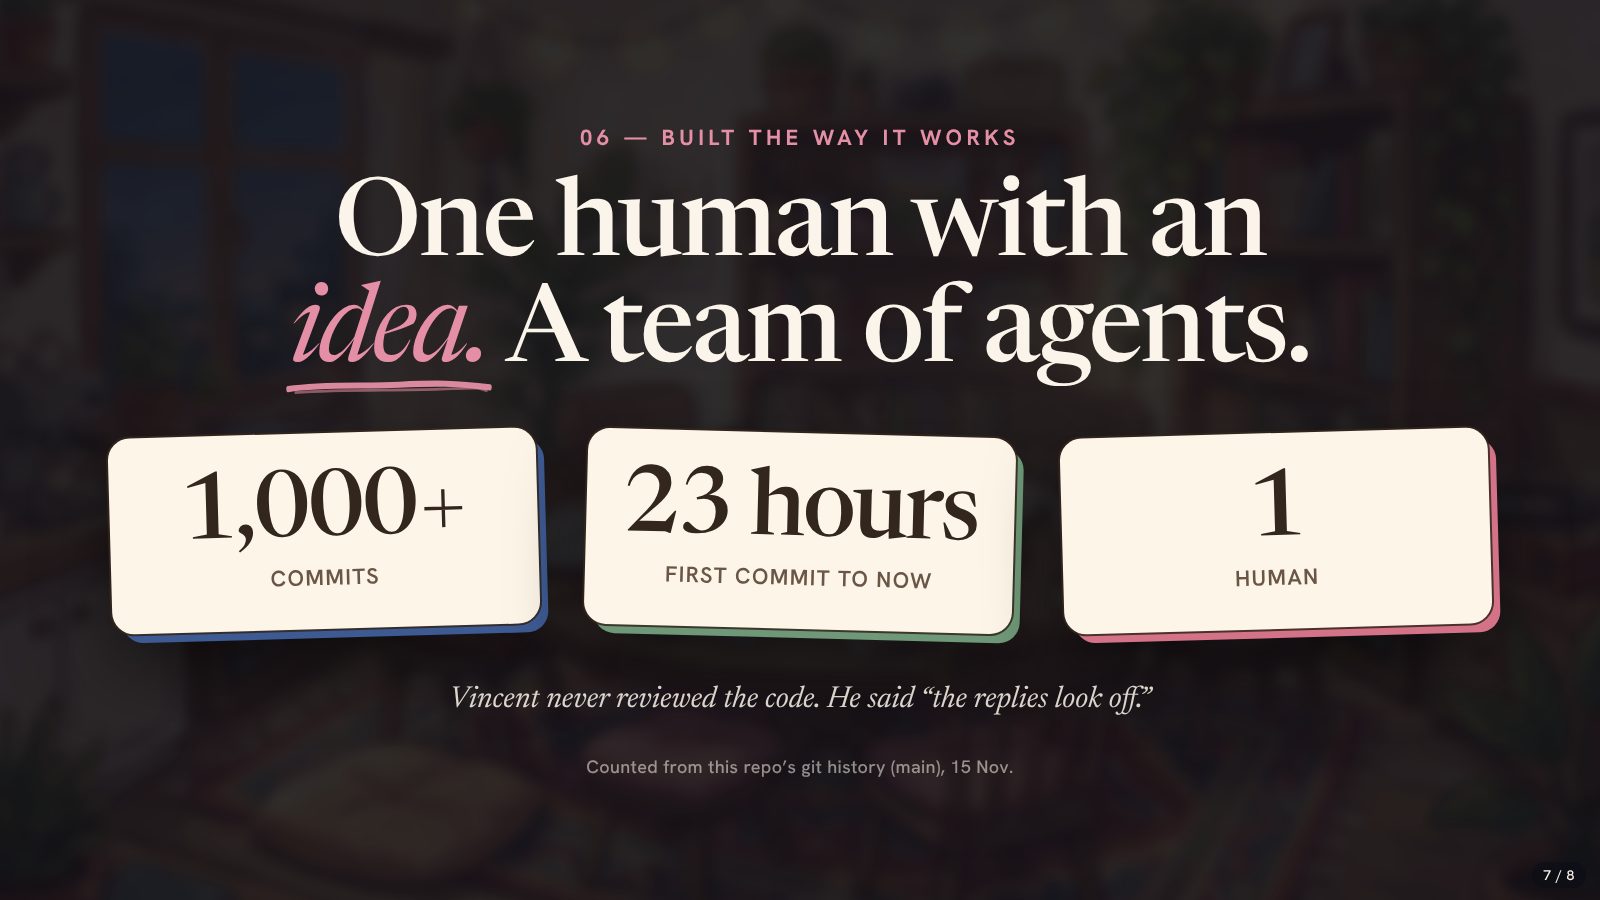 06 — BUILT THE WAY IT WORKS
One human with an
idea. A team of agents.
1,000+
COMMITS
23 hours
FIRST COMMIT TO NOW
1
HUMAN
Vincent never reviewed the code. He said “the replies look off.”
Counted from this repo’s git history (main), 15 Nov.
7 / 8